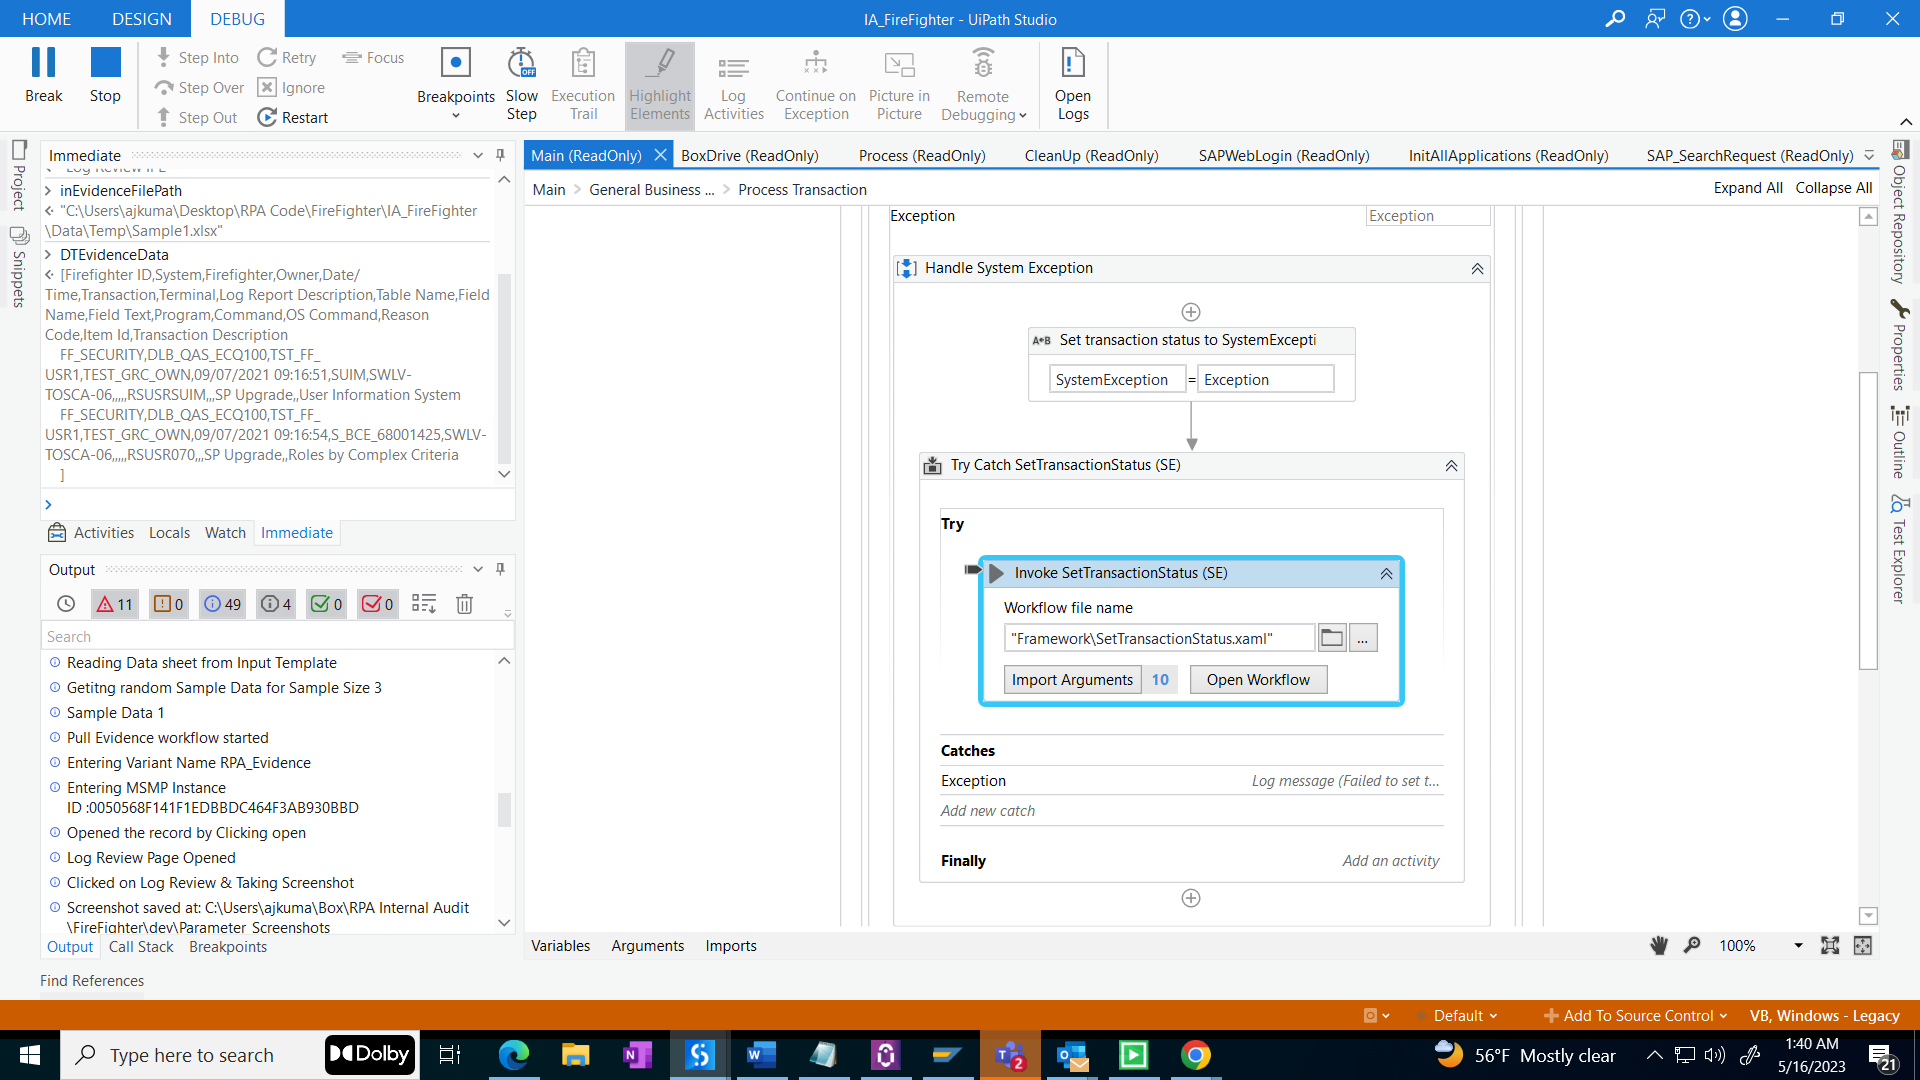 HOME DESIGN DEBUG
IA_FireFighter - UiPath Studio
Break Stop
Step Into Retry Focus
Step Over Ignore
Step Out Restart
Breakpoints
Slow Step
Execution Trail
Highlight Elements
Log Activities
Continue on Exception
Picture in Picture
Remote Debugging
Open Logs
Project
Snippets
Immediate
Log Review IFE
inEvidenceFilePath
"C:\Users\ajkuma\Desktop\RPA Code\FireFighter\IA_FireFighter
\Data\Temp\Sample1.xlsx"
DTEvidenceData
[Firefighter ID,System,Firefighter,Owner,Date/
Time,Transaction,Terminal,Log Report Description,Table Name,Field
Name,Field Text,Program,Command,OS Command,Reason
Code,Item Id,Transaction Description
FF_SECURITY,DLB_QAS_ECQ100,TST_FF_
USR1,TEST_GRC_OWN,09/07/2021 09:16:51,SUIM,SWLV-
TOSCA-06,,,,,RSUSRSUIM,,,SP Upgrade,,User Information System
FF_SECURITY,DLB_QAS_ECQ100,TST_FF_
USR1,TEST_GRC_OWN,09/07/2021 09:16:54,S_BCE_68001425,SWLV-
TOSCA-06,,,,,RSUSR070,,,SP Upgrade,,Roles by Complex Criteria
]
>
Activities Locals Watch Immediate
Output
11 0 49 4 0 0
Search
Reading Data sheet from Input Template
Getitng random Sample Data for Sample Size 3
Sample Data 1
Pull Evidence workflow started
Entering Variant Name RPA_Evidence
Entering MSMP Instance
ID :0050568F141F1EDBBDC464F3AB930BBD
Opened the record by Clicking open
Log Review Page Opened
Clicked on Log Review & Taking Screenshot
Screenshot saved at: C:\Users\ajkuma\Box\RPA Internal Audit
\FireFighter\dev\Parameter Screenshots
Output Call Stack Breakpoints
Find References
Main (ReadOnly) BoxDrive (ReadOnly) Process (ReadOnly) CleanUp (ReadOnly) SAPWebLogin (ReadOnly) InitAllApplications (ReadOnly) SAP_SearchRequest (ReadOnly)
Main > General Business ... > Process Transaction
Expand All Collapse All
Exception Exception
Handle System Exception
A+B Set transaction status to SystemExcepti
SystemException = Exception
Try Catch SetTransactionStatus (SE)
Try
Invoke SetTransactionStatus (SE)
Workflow file name
"Framework\SetTransactionStatus.xaml" ...
Import Arguments 10 Open Workflow
Catches
Exception Log message (Failed to set t...
Add new catch
Finally Add an activity
Variables Arguments Imports
100%
Object Repository
Properties
Outline
Test Explorer
Default Add To Source Control VB, Windows - Legacy
Type here to search
Dolby
56°F Mostly clear
1:40 AM
5/16/2023
21
2